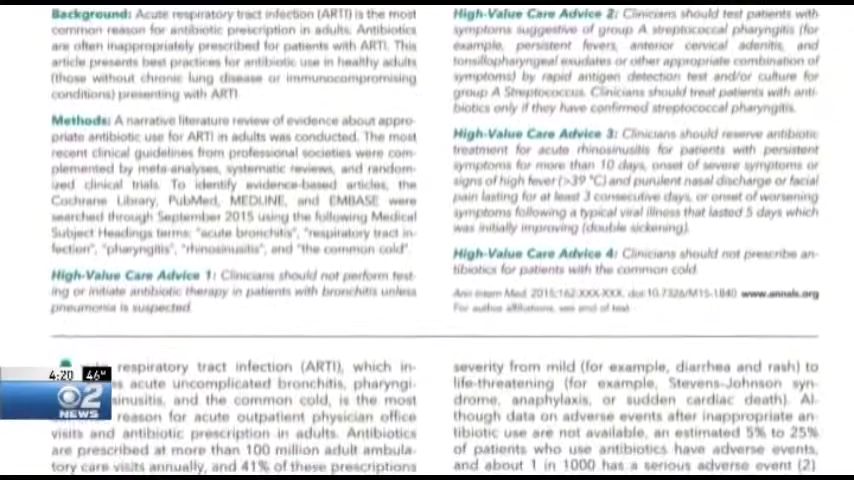 Background: Acute respiratory tract infection (ARTI) is the most
common reason for antibiotic prescription in adults. Antibiotics
are often inappropriately prescribed for patients with ARTI. This
article presents best practices for antibiotic use in healthy adults
(those without chronic lung disease or immunocompromising
conditions) presenting with ARTI.
Methods: A narrative literature review of evidence about appro-
priate antibiotic use for ARTI in adults was conducted. The most
recent clinical guidelines from professional societies were com-
plemented by meta-analyses, systematic reviews, and random-
ized clinical trials. To identify evidence-based articles, the
Cochrane Library, PubMed, MEDLINE, and EMBASE were
searched through September 2015 using the following Medical
Subject Headings terms: "acute bronchitis", "respiratory tract in-
fection", "pharyngitis", "rhinosinusitis", and "the common cold".
High-Value Care Advice 1: Clinicians should not perform test-
ing or initiate antibiotic therapy in patients with bronchitis unless
pneumonia is suspected.
High-Value Care Advice 2: Clinicians should test patients with
symptoms suggestive of group A streptococcal pharyngitis (for
example, persistent fevers, anterior cervical adenitis, and
tonsillopharyngeal exudates or other appropriate combination of
symptoms) by rapid antigen detection test and/or culture for
group A Streptococcus. Clinicians should treat patients with anti-
biotics only if they have confirmed streptococcal pharyngitis.
High-Value Care Advice 3: Clinicians should reserve antibiotic
treatment for acute rhinosinusitis for patients with persistent
symptoms for more than 10 days, onset of severe symptoms or
signs of high fever (>39 °C) and purulent nasal discharge or facial
pain lasting for at least 3 consecutive days, or onset of worsening
symptoms following a typical viral illness that lasted 5 days which
was initially improving (double sickening).
High-Value Care Advice 4: Clinicians should not prescribe an-
tibiotics for patients with the common cold.
Ann Intern Med. 2015;162:XXX-XXX. doi:10.7326/M15-1840 www.annals.org
For author affiliations, see end of text.
respiratory tract infection (ARTI), which in-
acute uncomplicated bronchitis, pharyngi-
and the common cold, is the most
reason for acute outpatient physician office
visits and antibiotic prescription in adults. Antibiotics
are prescribed at more than 100 million adult ambula-
tory care visits annually, and 41% of these prescriptions
severity from mild (for example, diarrhea and rash) to
life-threatening (for example, Stevens-Johnson syn-
drome, anaphylaxis, or sudden cardiac death). Al-
though data on adverse events after inappropriate an-
tibiotic use are not available, an estimated 5% to 25%
of patients who use antibiotics have adverse events,
and about 1 in 1000 has a serious adverse event (2)
4:20 46°
2
NEWS